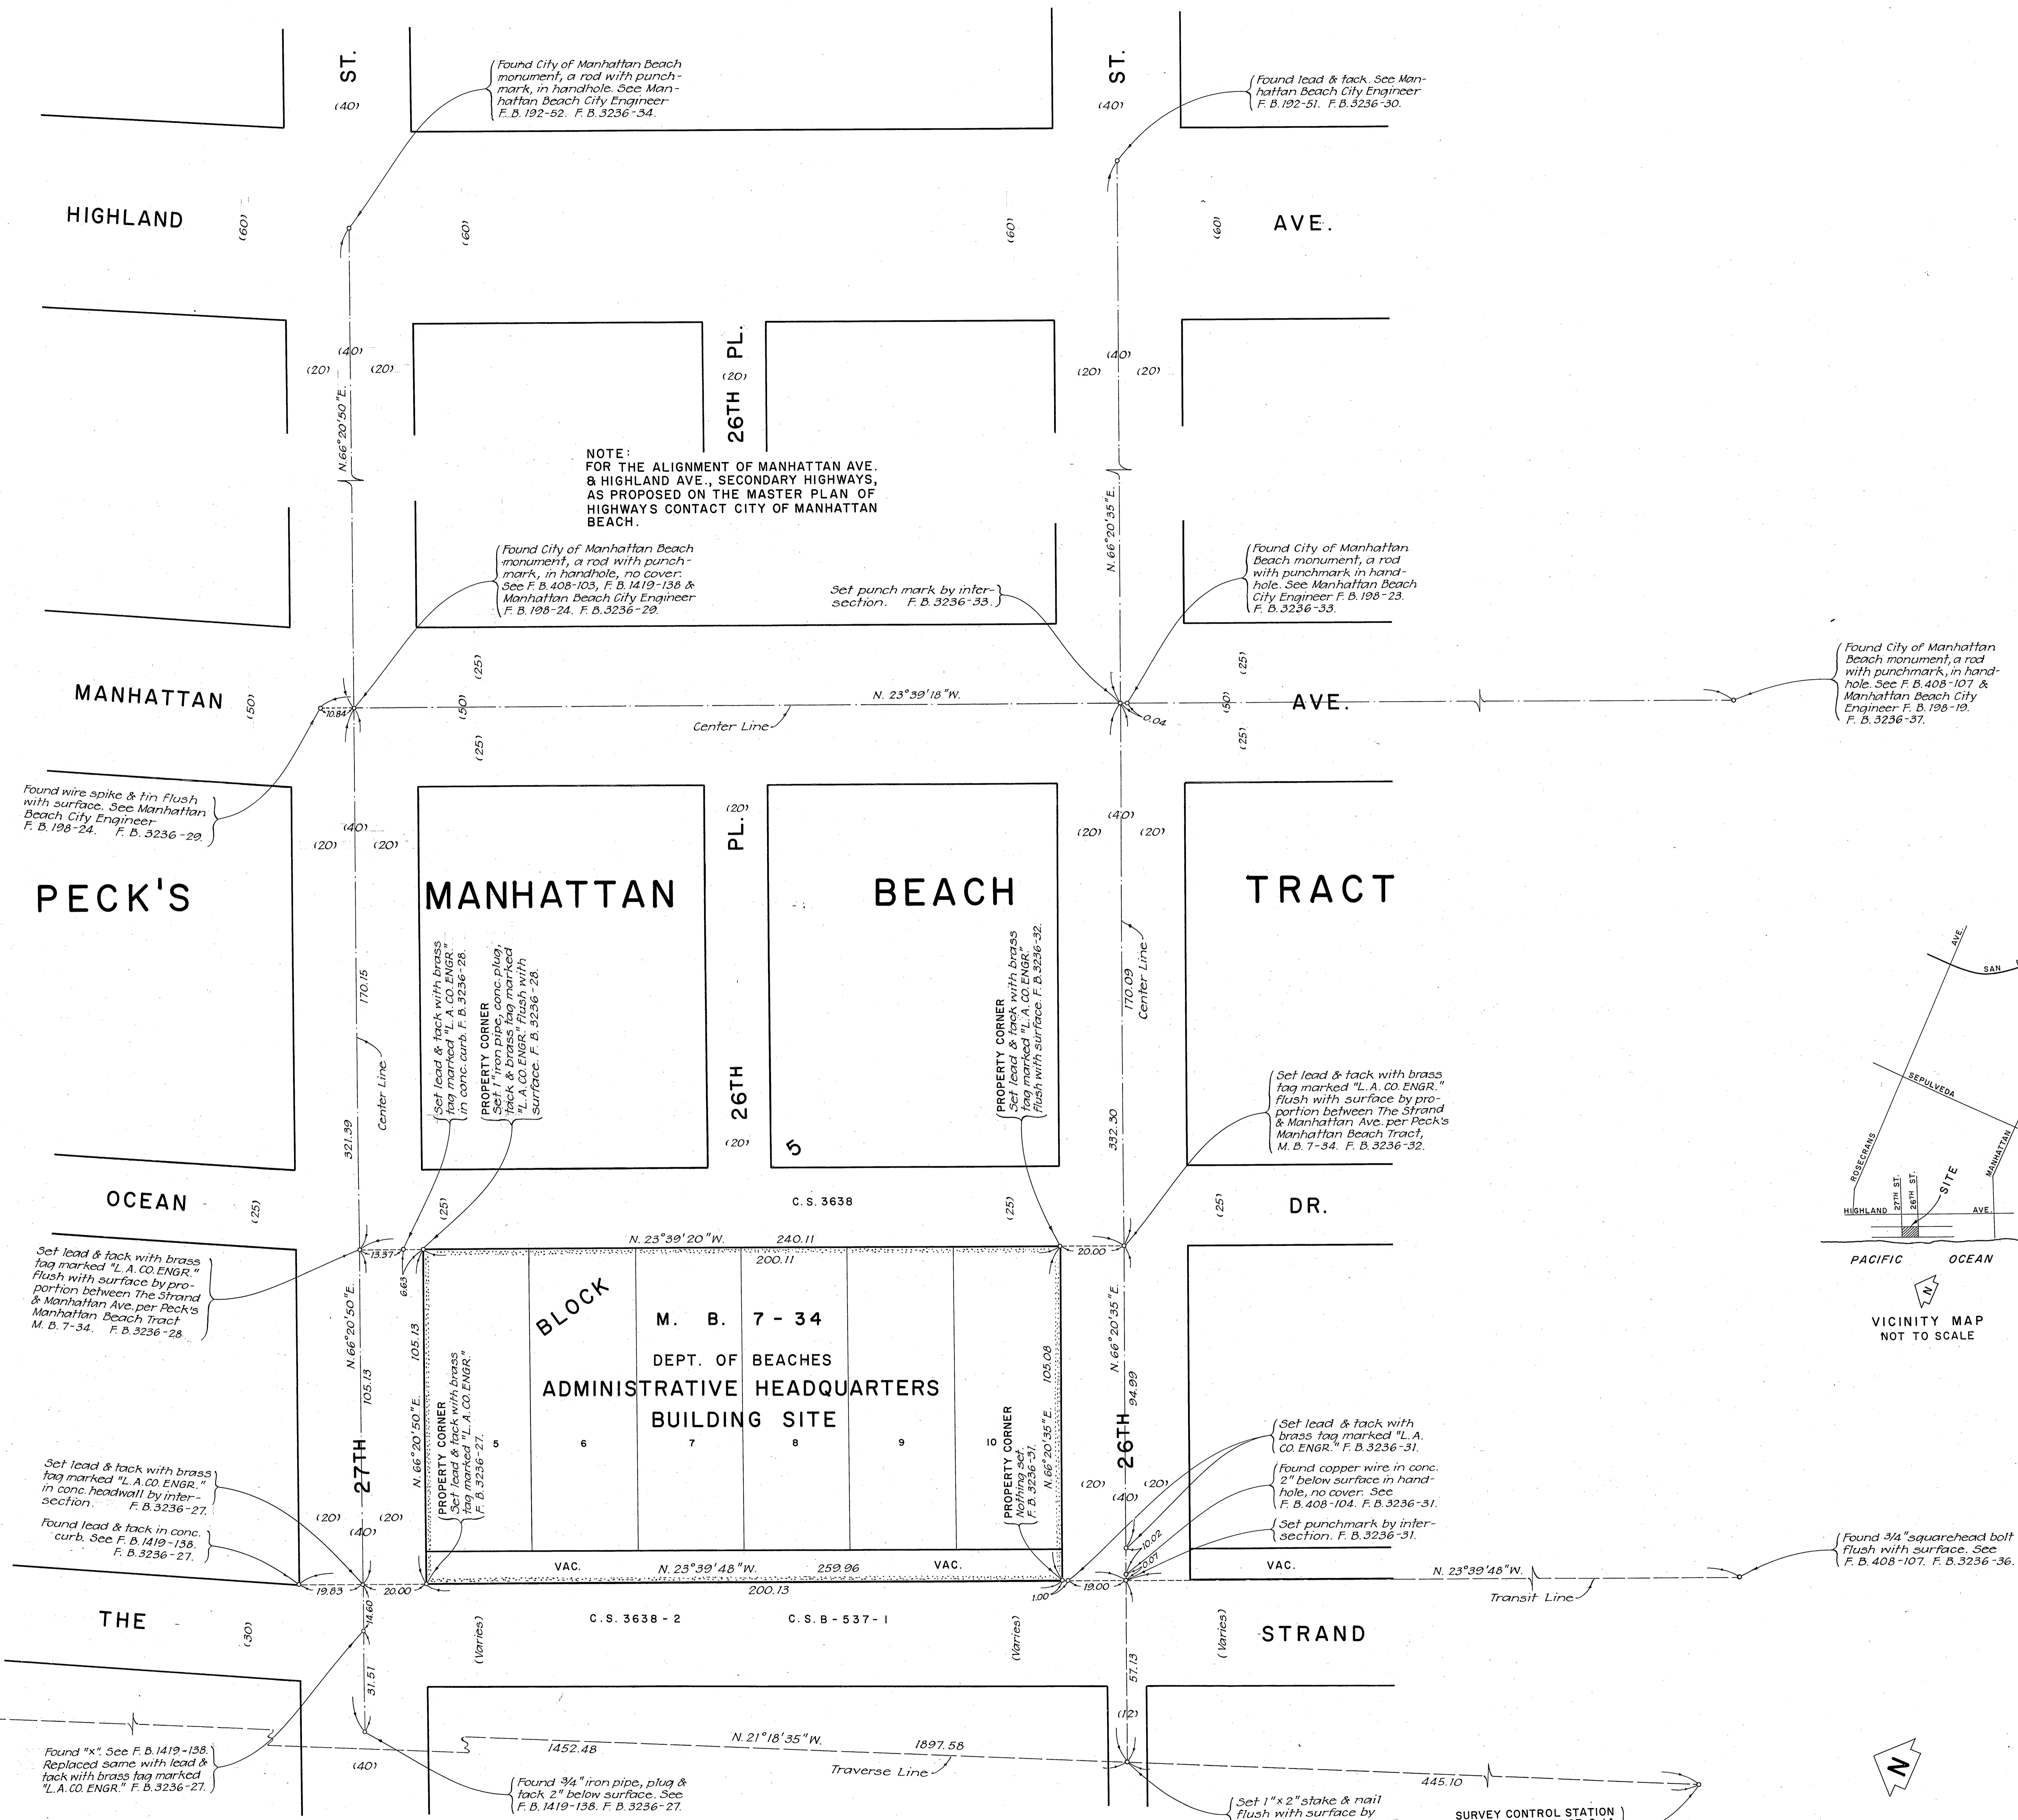 ST.
(40)
Found City of Manhattan Beach
monument, a rod with punch-
mark, in handhole. See Man-
hattan Beach City Engineer
F. B. 192-52. F. B. 3236-34.
ST.
(40)
Found lead & tack. See Man-
hattan Beach City Engineer
F. B. 192-51. F. B. 3236-30.
HIGHLAND
(60)
(60)
(60)
(60)
AVE.
(40)
(20)
(20)
N. 66°20'50"E.
26TH PL.
(20)
(40)
(20)
(20)
N. 66°20'35"E.
NOTE:
FOR THE ALIGNMENT OF MANHATTAN AVE.
& HIGHLAND AVE., SECONDARY HIGHWAYS,
AS PROPOSED ON THE MASTER PLAN OF
HIGHWAYS CONTACT CITY OF MANHATTAN
BEACH.
Found City of Manhattan Beach
monument, a rod with punch-
mark, in handhole, no cover.
See F. B. 408-103, F. B. 1419-138 &
Manhattan Beach City Engineer
F. B. 198-24. F. B. 3236-29.
Set punch mark by inter-
section. F. B. 3236-33.
Found City of Manhattan
Beach monument, a rod
with punchmark in hand-
hole. See Manhattan Beach
City Engineer F. B. 198-23.
F. B. 3236-33.
Found City of Manhattan
Beach monument, a rod
with punchmark, in hand-
hole. See F. B. 408-107 &
Manhattan Beach City
Engineer F. B. 198-19.
F. B. 3236-37.
MANHATTAN
(50)
10.84
(25)
(50)
(25)
N. 23°39'18"W.
Center Line
0.04
(25)
(50)
(25)
AVE.
Found wire spike & tin flush
with surface. See Manhattan
Beach City Engineer
F. B. 198-24. F. B. 3236-29.
(40)
(20)
(20)
(20)
PL.
(40)
(20)
(20)
PECK'S
MANHATTAN
BEACH
TRACT
170.15
Center Line
321.39
Set lead & tack with brass
tag marked "L. A. CO. ENGR."
in conc. curb. F. B. 3236-28.
PROPERTY CORNER
Set 1" iron pipe, conc. plug,
tack & brass tag marked
"L. A. CO. ENGR." flush with
surface. F. B. 3236-28.
26TH
(20)
5
PROPERTY CORNER
Set lead & tack with brass
tag marked "L. A. CO. ENGR."
flush with surface. F. B. 3236-32.
170.09
Center Line
332.30
Set lead & tack with brass
tag marked "L. A. CO. ENGR."
flush with surface by pro-
portion between The Strand
& Manhattan Ave. per Peck's
Manhattan Beach Tract,
M. B. 7-34. F. B. 3236-32.
AVE.
SAN
SEPULVEDA
ROSECRANS
MANHATTAN
27TH ST.
26TH ST.
SITE
HIGHLAND
AVE.
PACIFIC OCEAN
N
VICINITY MAP
NOT TO SCALE
OCEAN
(25)
(25)
C. S. 3638
(25)
(25)
DR.
Set lead & tack with brass
tag marked "L. A. CO. ENGR."
flush with surface by pro-
portion between The Strand
& Manhattan Ave. per Peck's
Manhattan Beach Tract
M. B. 7-34. F. B. 3236-28.
13.37
6.63
N. 23°39'20"W. 240.11
200.11
20.00
N. 66°20'50"E.
105.13
N. 66°20'50"E. 105.13
BLOCK
M. B. 7-34
DEPT. OF BEACHES
ADMINISTRATIVE HEADQUARTERS
BUILDING SITE
5
6
7
8
9
10
N. 66°20'35"E. 105.08
N. 66°20'35"E.
94.99
PROPERTY CORNER
Set lead & tack with brass
tag marked "L. A. CO. ENGR."
F. B. 3236-27.
PROPERTY CORNER
Nothing set.
F. B. 3236-31.
27TH
(20)
(40)
(20)
26TH
(20)
(40)
(20)
Set lead & tack with brass
tag marked "L. A. CO. ENGR."
in conc. headwall by inter-
section. F. B. 3236-27.
Found lead & tack in conc.
curb. See F. B. 1419-138.
F. B. 3236-27.
Set lead & tack with
brass tag marked "L. A.
CO. ENGR." F. B. 3236-31.
Found copper wire in conc.
2" below surface in hand-
hole, no cover. See
F. B. 408-104. F. B. 3236-31.
Set punchmark by inter-
section. F. B. 3236-31.
Found 3/4" squarehead bolt
flush with surface. See
F. B. 408-107. F. B. 3236-36.
VAC.
N. 23°39'48"W. 259.96
VAC.
10.02
0.07
VAC.
N. 23°39'48"W.
Transit Line
19.83
20.00
200.13
1.00
19.00
14.60
THE
(30)
(Varies)
C. S. 3638-2
C. S. B-537-1
(Varies)
(Varies)
STRAND
31.51
57.13
(12)
Found "x". See F. B. 1419-138.
Replaced same with lead &
tack with brass tag marked
"L. A. CO. ENGR." F. B. 3236-27.
(40)
1452.48
N. 21°18'35"W.
1897.58
Traverse Line
445.10
N
Found 3/4" iron pipe, plug &
tack 2" below surface. See
F. B. 1419-138. F. B. 3236-27.
Set 1" x 2" stake & nail
flush with surface by
SURVEY CONTROL STATION